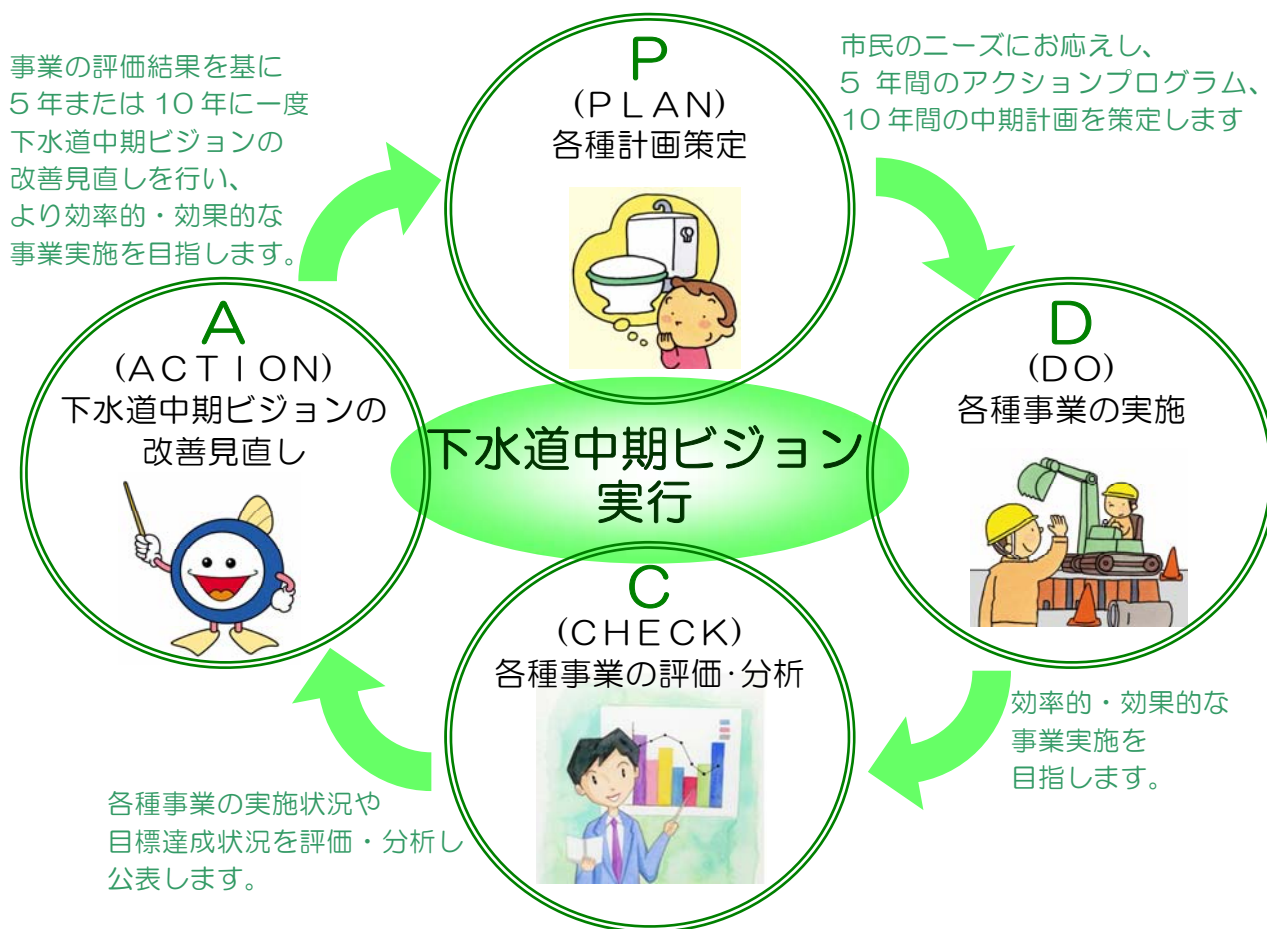 事業の評価結果を基に
5年または10年に一度
下水道中期ビジョンの
改善見直しを行い、
より効率的・効果的な
事業実施を目指します。
P
(PLAN)
各種計画策定
市民のニーズにお応えし、
5 年間のアクションプログラム、
10年間の中期計画を策定します
A
(ACTION)
下水道中期ビジョンの
改善見直し
下水道中期ビジョン
実行
D
(DO)
各種事業の実施
C
(CHECK)
各種事業の評価・分析
効率的・効果的な
事業実施を
目指します。
各種事業の実施状況や
目標達成状況を評価・分析し
公表します。